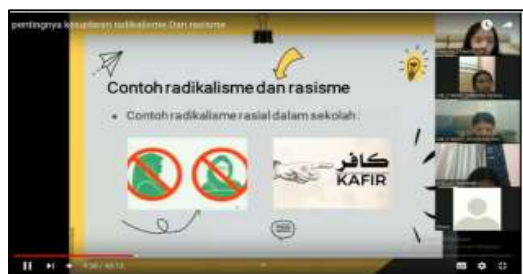 pentingnya kesadaran radikalisme Dan rasisme
Contoh radikalisme dan rasisme
• Contoh radikalisme rasial dalam sekolah :
كافر
KAFIR